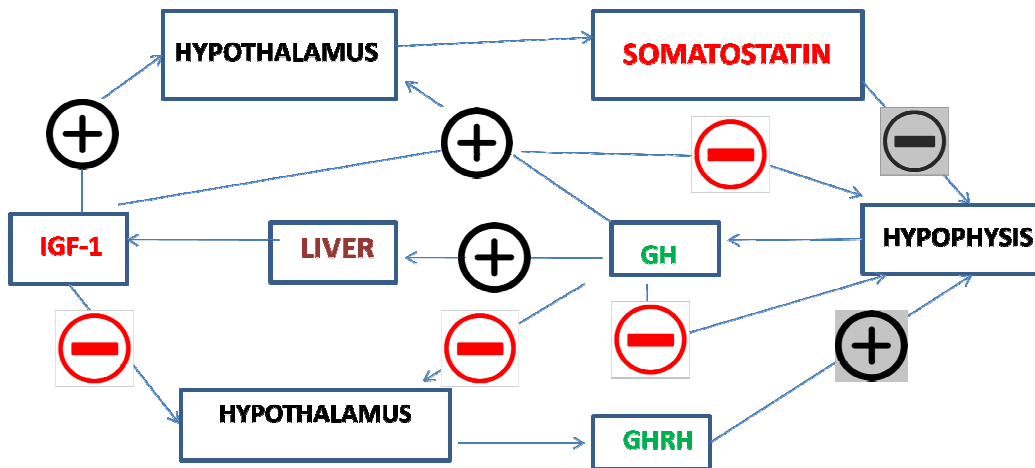 HYPOTHALAMUS
SOMATOSTATIN
IGF-1
LIVER
GH
HYPOPHYSIS
HYPOTHALAMUS
GHRH